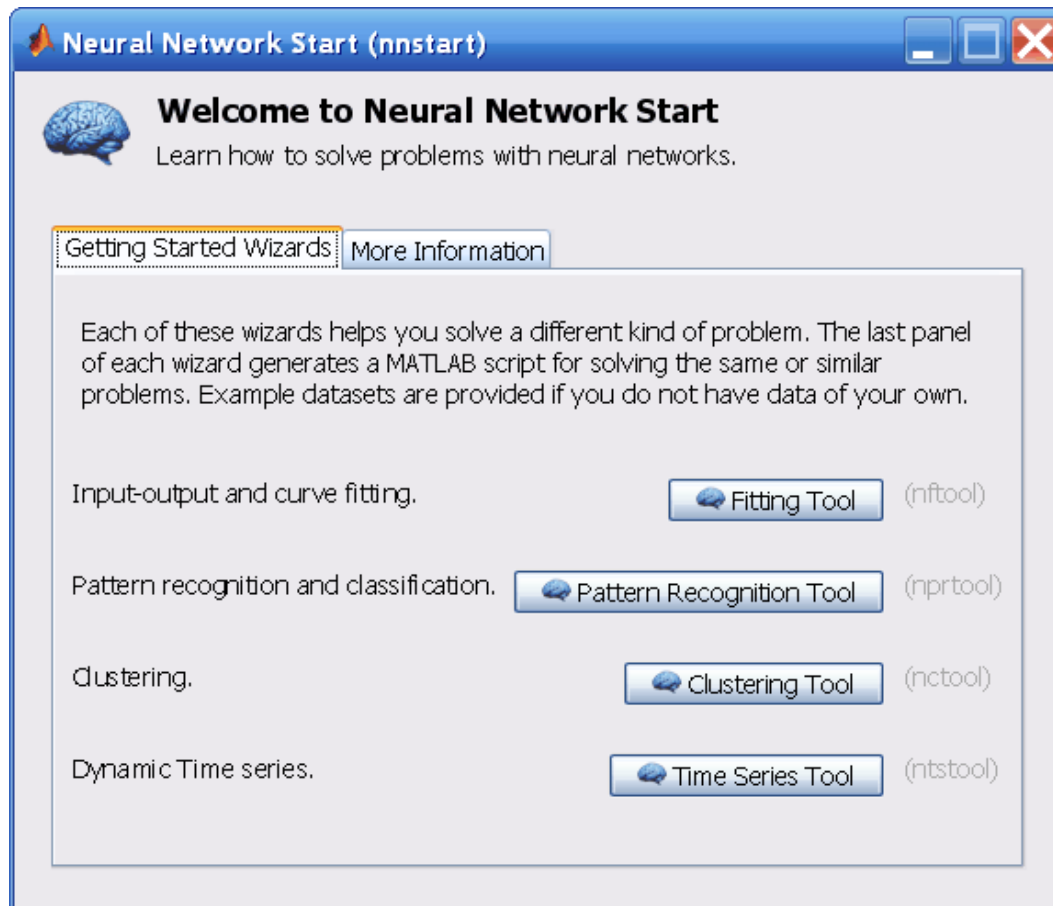 Neural Network Start (nnstart)
Welcome to Neural Network Start
Learn how to solve problems with neural networks.
Getting Started Wizards More Information
Each of these wizards helps you solve a different kind of problem. The last panel
of each wizard generates a MATLAB script for solving the same or similar
problems. Example datasets are provided if you do not have data of your own.
Input-output and curve fitting. Fitting Tool (nftool)
Pattern recognition and classification. Pattern Recognition Tool (nprtool)
Clustering. Clustering Tool (nctool)
Dynamic Time series. Time Series Tool (ntstool)